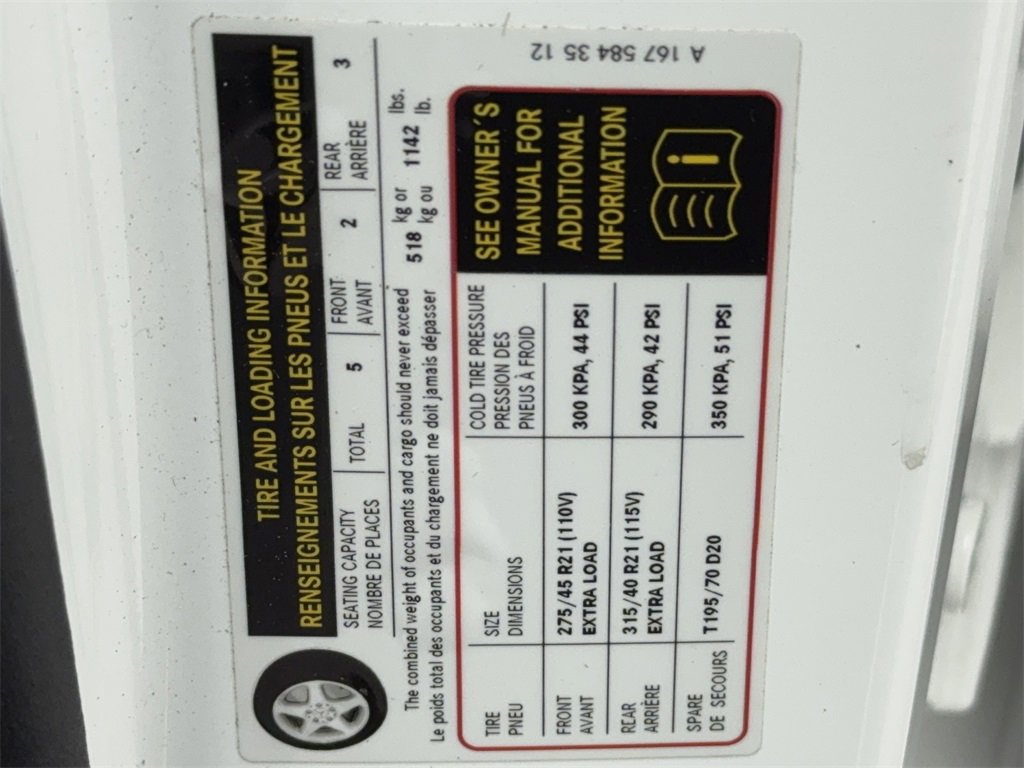 TIRE AND LOADING INFORMATION
RENSEIGNEMENTS SUR LES PNEUS ET LE CHARGEMENT
SEATING CAPACITY
NOMBRE DE PLACES
TOTAL 5
FRONT
AVANT
2
REAR
ARRIÈRE
3
The combined weight of occupants and cargo should never exceed 518 kg or 1142 lbs.
Le poids total des occupants et du chargement ne doit jamais dépasser kg ou lb.
TIRE
PNEU
SIZE
DIMENSIONS
COLD TIRE PRESSURE
PRESSION DES
PNEUS À FROID
FRONT
AVANT
275/45 R21 (110V)
EXTRA LOAD
300 KPA, 44 PSI
REAR
ARRIÈRE
315/40 R21 (115V)
EXTRA LOAD
290 KPA, 42 PSI
SPARE
DE SECOURS
T195/70 D20
350 KPA, 51 PSI
SEE OWNER´S
MANUAL FOR
ADDITIONAL
INFORMATION
i
A 167 584 35 12